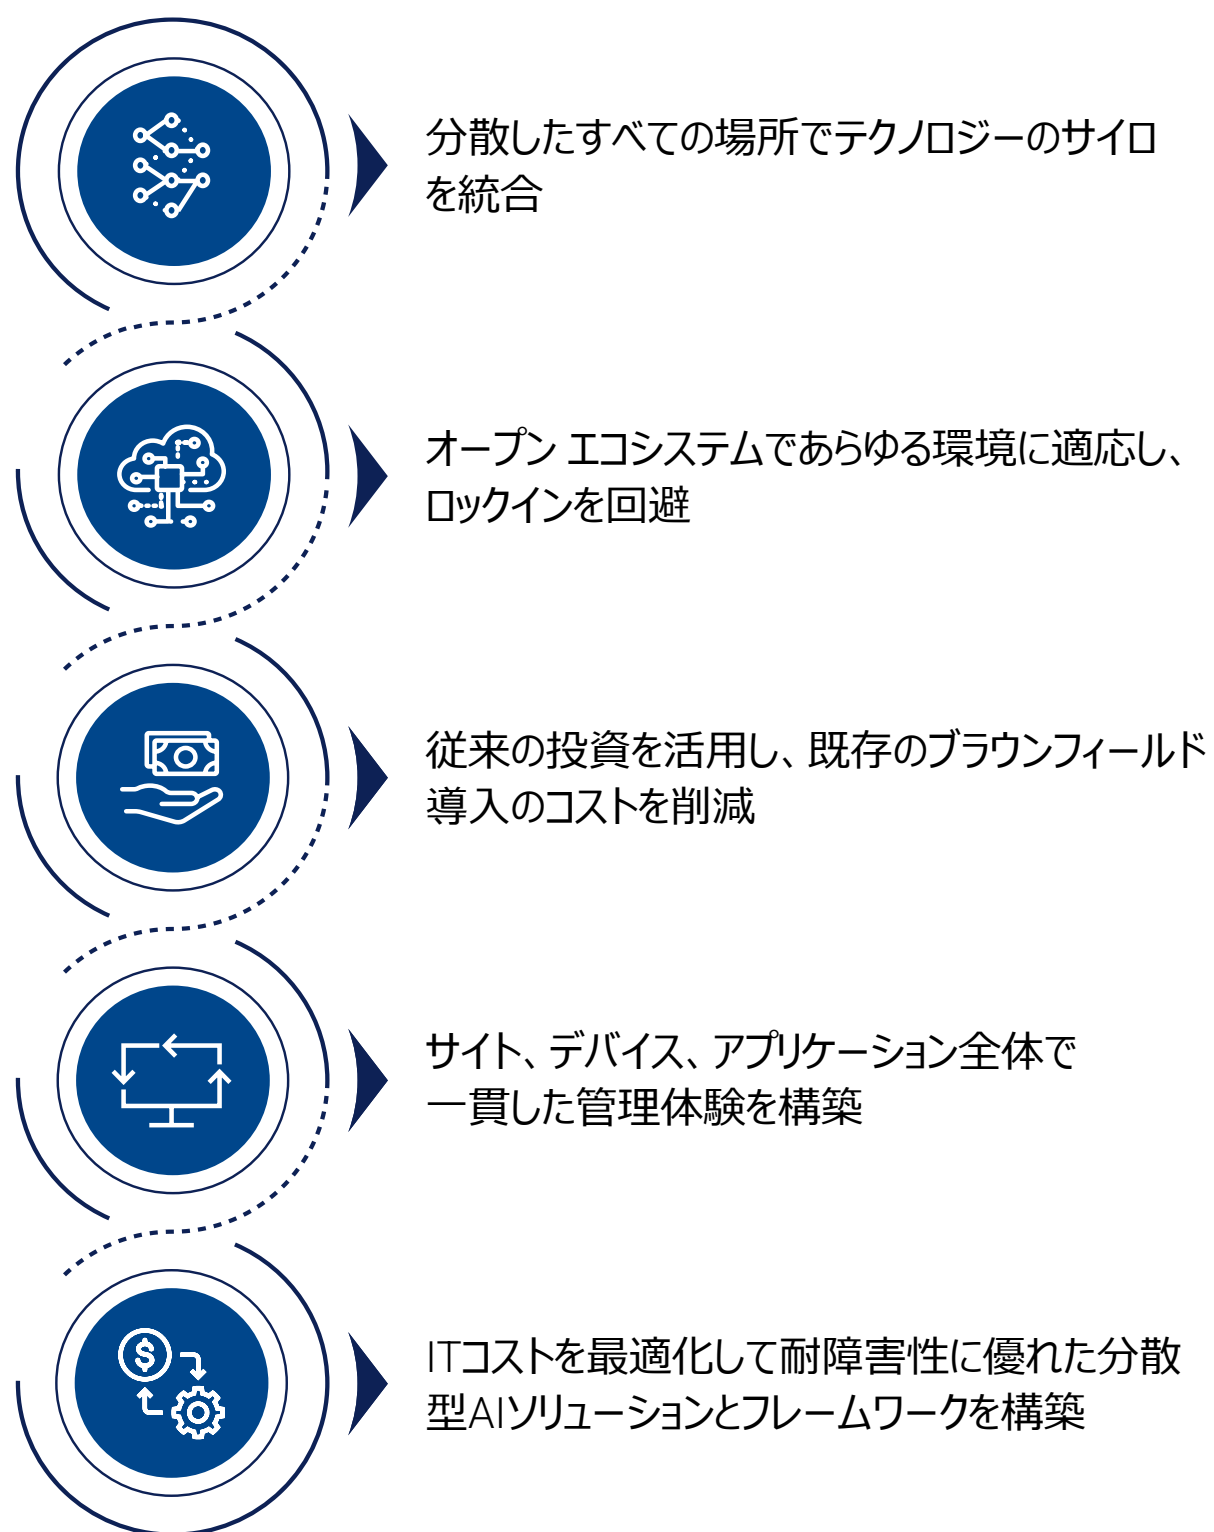 分散したすべての場所でテクノロジーのサイロ
を統合
オープン エコシステムであらゆる環境に適応し、
ロックインを回避
従来の投資を活用し、既存のブラウンフィールド
導入のコストを削減
サイト、デバイス、アプリケーション全体で
一貫した管理体験を構築
$
ITコストを最適化して耐障害性に優れた分散
型AIソリューションとフレームワークを構築